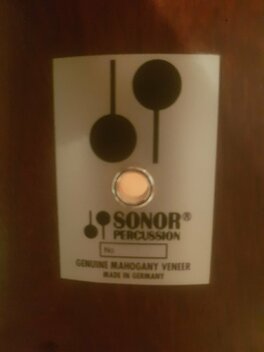 SONOR®
PERCUSSION
No.
GENUINE MAHOGANY VENEER
MADE IN GERMANY